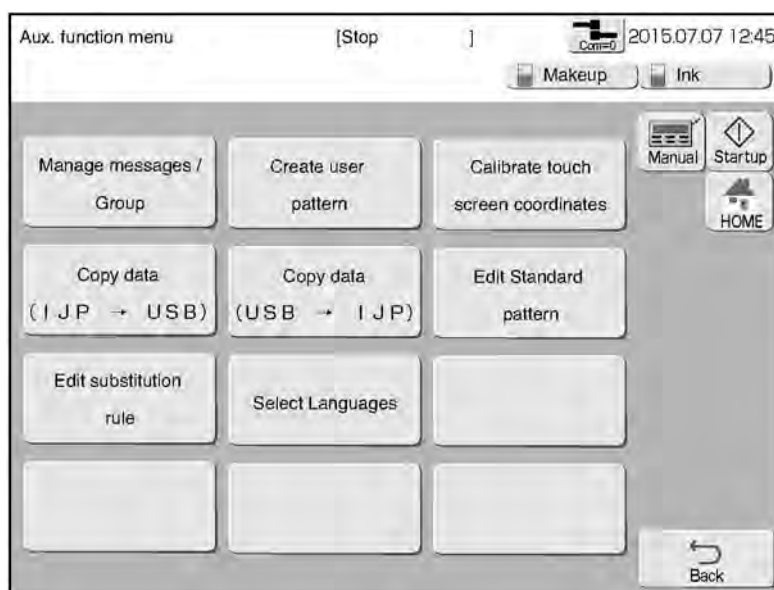 Aux. function menu [Stop ] Com=0 2015.07.07 12:45
Makeup Ink
Manual Startup
HOME
Manage messages /
Group
Create user
pattern
Calibrate touch
screen coordinates
Copy data
(IJP → USB)
Copy data
(USB → IJP)
Edit Standard
pattern
Edit substitution
rule
Select Languages
Back